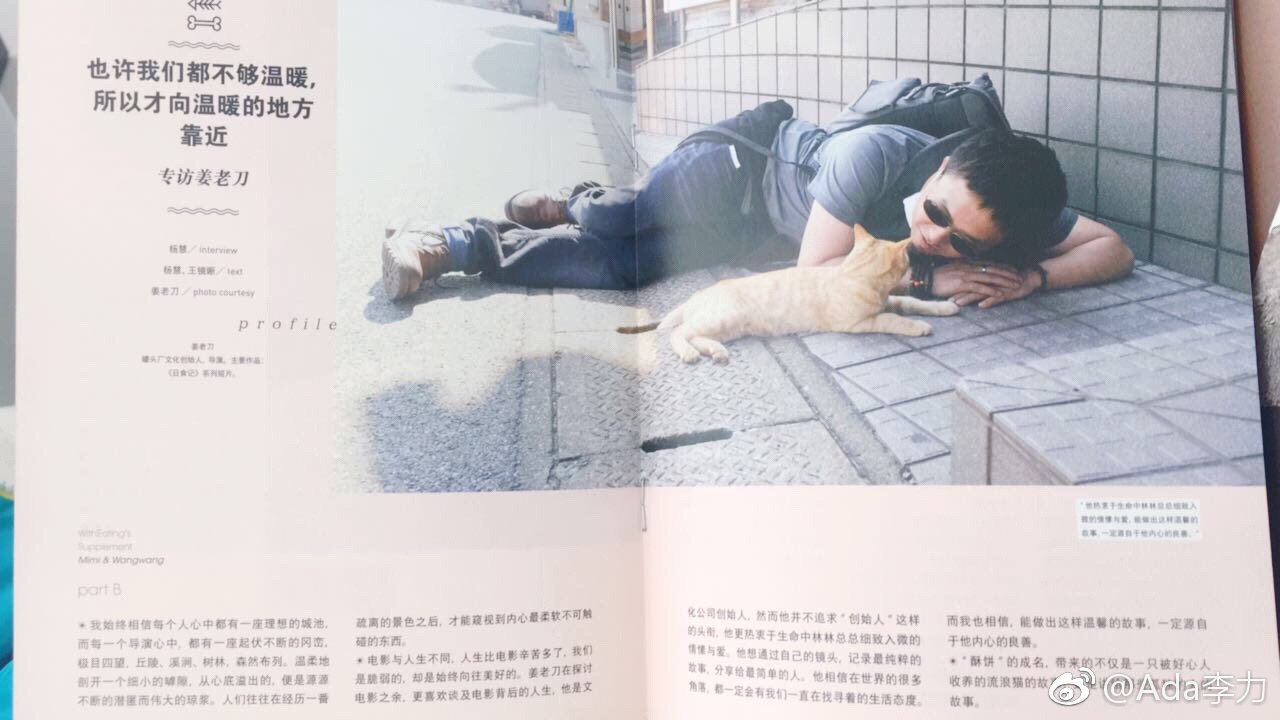 也许我们都不够温暖，
所以才向温暖的地方
靠近
专访姜老刀
杨慧／interview
杨慧、王镜晰／text
姜老刀／photo courtesy
profile
姜老刀
罐头厂文化创始人，导演。主要作品：
《日食记》系列短片。
“他热衷于生命中林林总总细致入
微的情愫与爱，能做出这样温馨的
故事，一定源自于他内心的良善。”
WithEating's
Supplement
Mimi & Wangwang
part B
✴我始终相信每个人心中都有一座理想的城池，
而每一个导演心中，都有一座起伏不断的冈峦，
极目四望，丘陵、溪涧、树林，森然布列。温柔地
剖开一个细小的罅隙，从心底溢出的，便是源源
不断的潜匿而伟大的琼浆。人们往往在经历一番
疏离的景色之后，才能窥视到内心最柔软不可触
碰的东西。
✴电影与人生不同，人生比电影辛苦多了，我们
是脆弱的，却是始终向往美好的。姜老刀在探讨
电影之余，更喜欢谈及电影背后的人生，他是文
化公司创始人，然而他并不追求“创始人”这样
的头衔，他更热衷于生命中林林总总细致入微的
情愫与爱。他想通过自己的镜头，记录最纯粹的
故事，分享给最简单的人。他相信在世界的很多
角落，都一定会有我们一直在找寻着的生活态度。
而我也相信，能做出这样温馨的故事，一定源自
于他内心的良善。
✴“酥饼”的成名，带来的不仅是一只被好心人
收养的流浪猫的故
故事。
@Ada李力